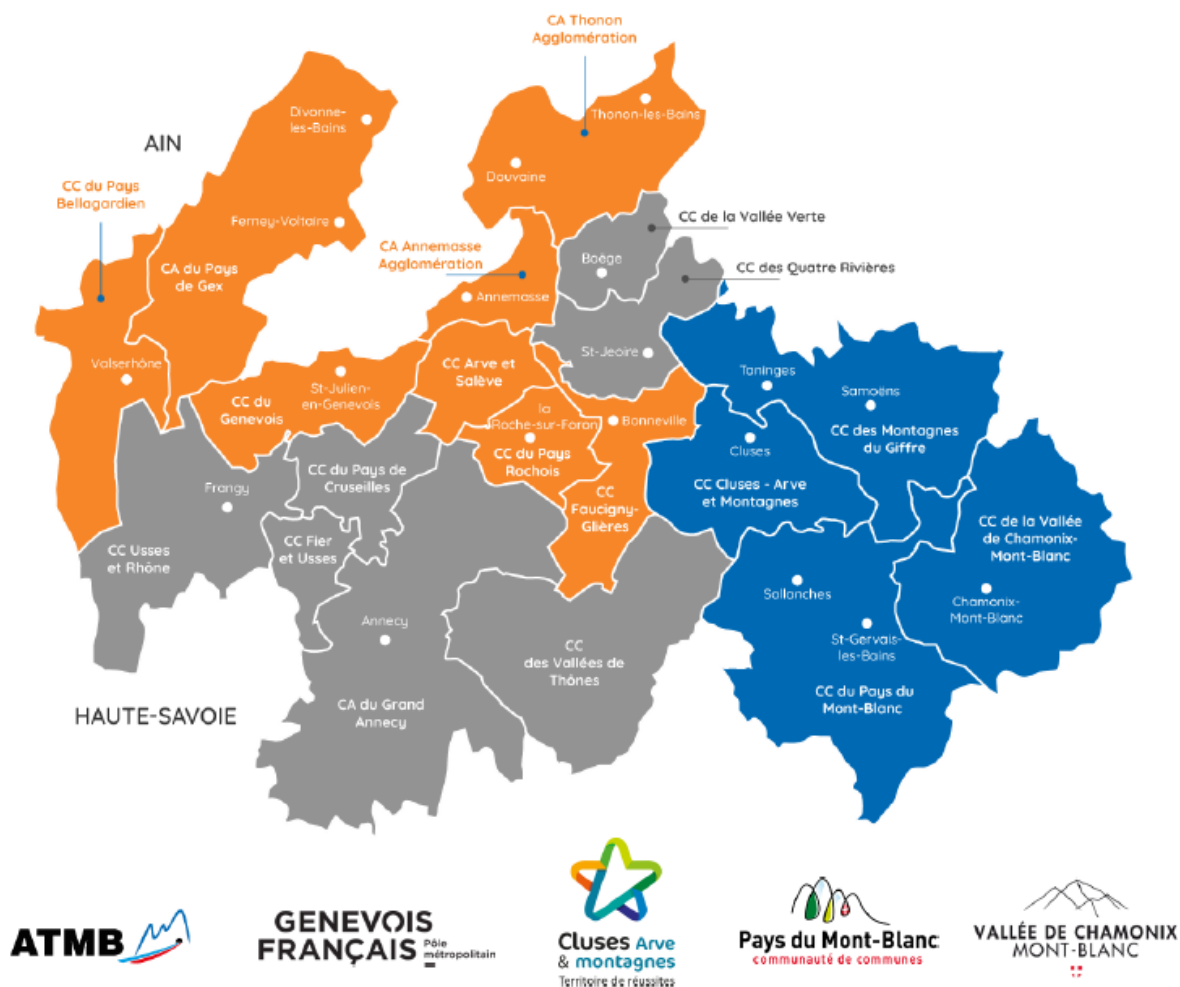 CA Thonon
Agglomération
Divonne-
les-Bains
Thonon-les-Bains
AIN
Douvaine
CC du Pays
Bellegardien
CC de la Vallée Verte
Ferney-Voltaire
CA Annemasse
Agglomération
Boëge
CA du Pays
de Gex
CC des Quatre Rivières
Annemasse
St-Jeoire
Valserhône
CC Arve et
Salève
St-Julien-
en-Genevois
Taninges
Samoëns
CC du
Genevois
la
Roche-sur-Foron
Bonneville
CC des Montagnes
du Giffre
CC du Pays
Rochois
Cluses
CC du Pays de
Cruseilles
Frangy
CC Cluses - Arve
et Montagnes
CC
Faucigny-
Glières
CC de la Vallée
de Chamonix-
Mont-Blanc
CC Usses
et Rhône
CC Fier
et Usses
Sallanches
Chamonix-
Mont-Blanc
Annecy
St-Gervais-
les-Bains
CC
des Vallées de
Thônes
CC du Pays du
Mont-Blanc
CA du Grand
Annecy
HAUTE-SAVOIE
ATMB
GENEVOIS
FRANÇAIS Pôle
métropolitain
Cluses Arve
& montagnes
Territoire de réussites
Pays du Mont-Blanc
communauté de communes
VALLÉE DE CHAMONIX
MONT-BLANC